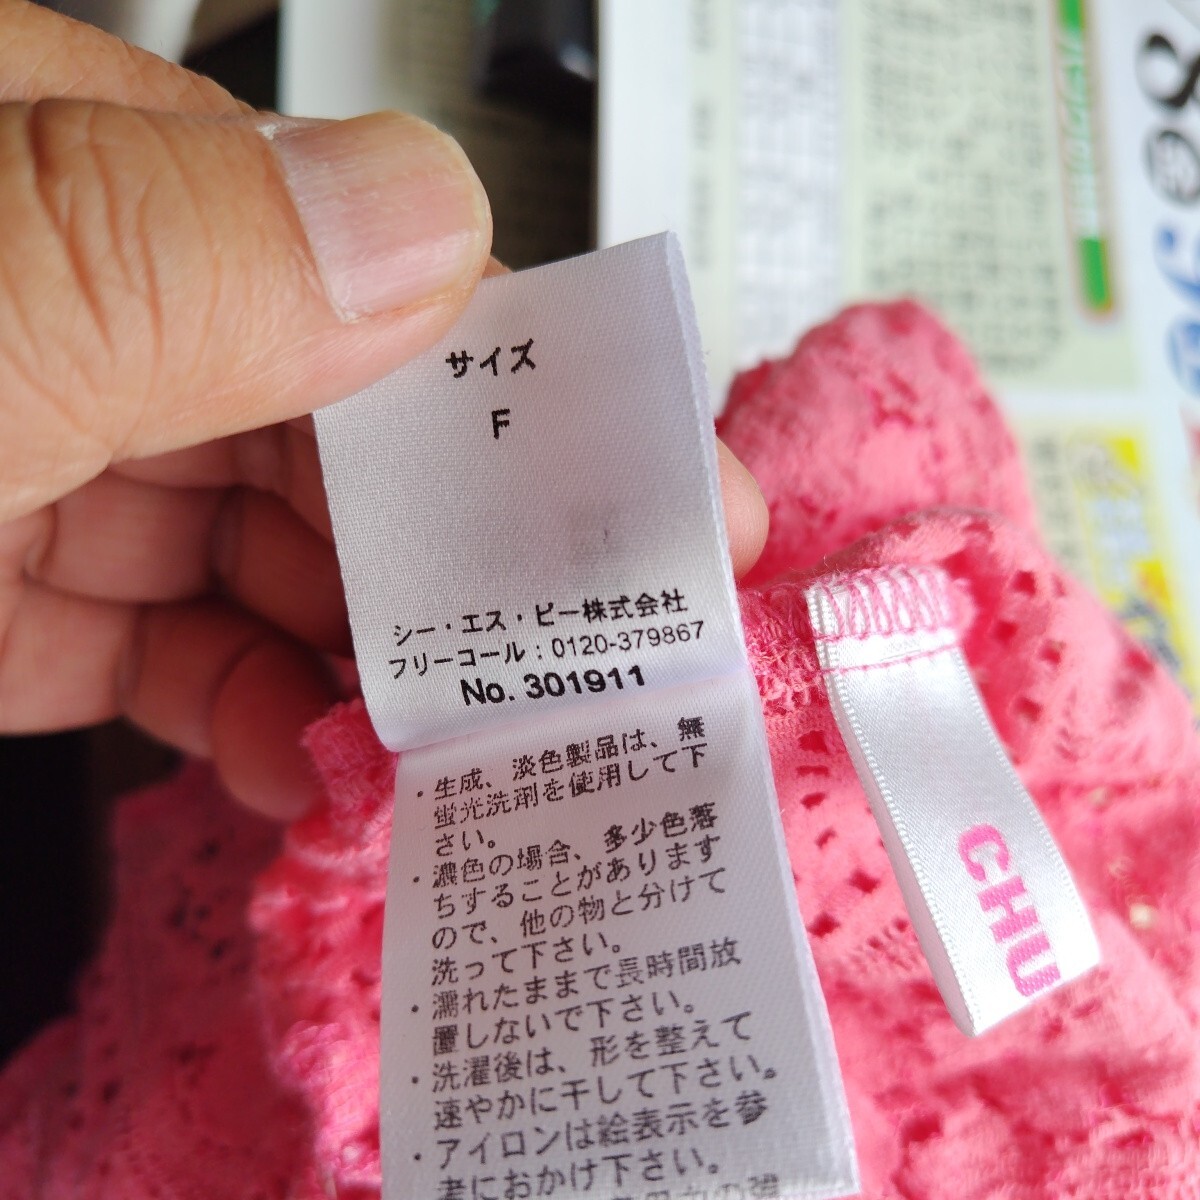 サイズ
F
シー・エス・ピー株式会社
フリーコール：0120-379867
No. 301911
・生成、淡色製品は、無
蛍光洗剤を使用して下
さい。
・濃色の場合、多少色落
ちすることがあります
ので、他の物と分けて
洗って下さい。
・濡れたままで長時間放
置しないで下さい。
・洗濯後は、形を整えて
速やかに干して下さい。
・アイロンは絵表示を参
考におかけ下さい。
CHU